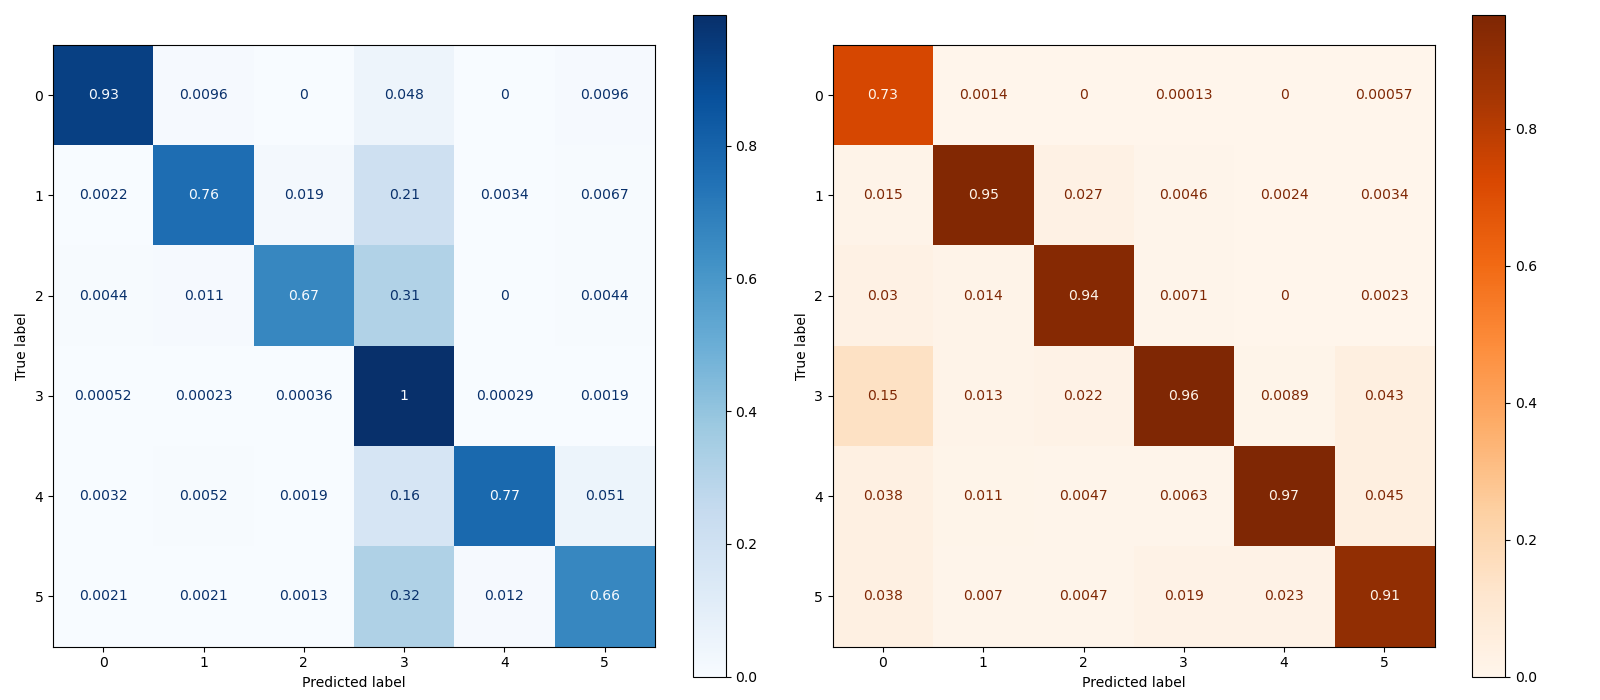 0 0.93 0.0096 0 0.048 0 0.0096
1 0.0022 0.76 0.019 0.21 0.0034 0.0067
2 0.0044 0.011 0.67 0.31 0 0.0044
3 0.00052 0.00023 0.00036 1 0.00029 0.0019
4 0.0032 0.0052 0.0019 0.16 0.77 0.051
5 0.0021 0.0021 0.0013 0.32 0.012 0.66
0 1 2 3 4 5
True label
Predicted label
0.8
0.6
0.4
0.2
0.0
0 0.73 0.0014 0 0.00013 0 0.00057
1 0.015 0.95 0.027 0.0046 0.0024 0.0034
2 0.03 0.014 0.94 0.0071 0 0.0023
3 0.15 0.013 0.022 0.96 0.0089 0.043
4 0.038 0.011 0.0047 0.0063 0.97 0.045
5 0.038 0.007 0.0047 0.019 0.023 0.91
0 1 2 3 4 5
True label
Predicted label
0.8
0.6
0.4
0.2
0.0